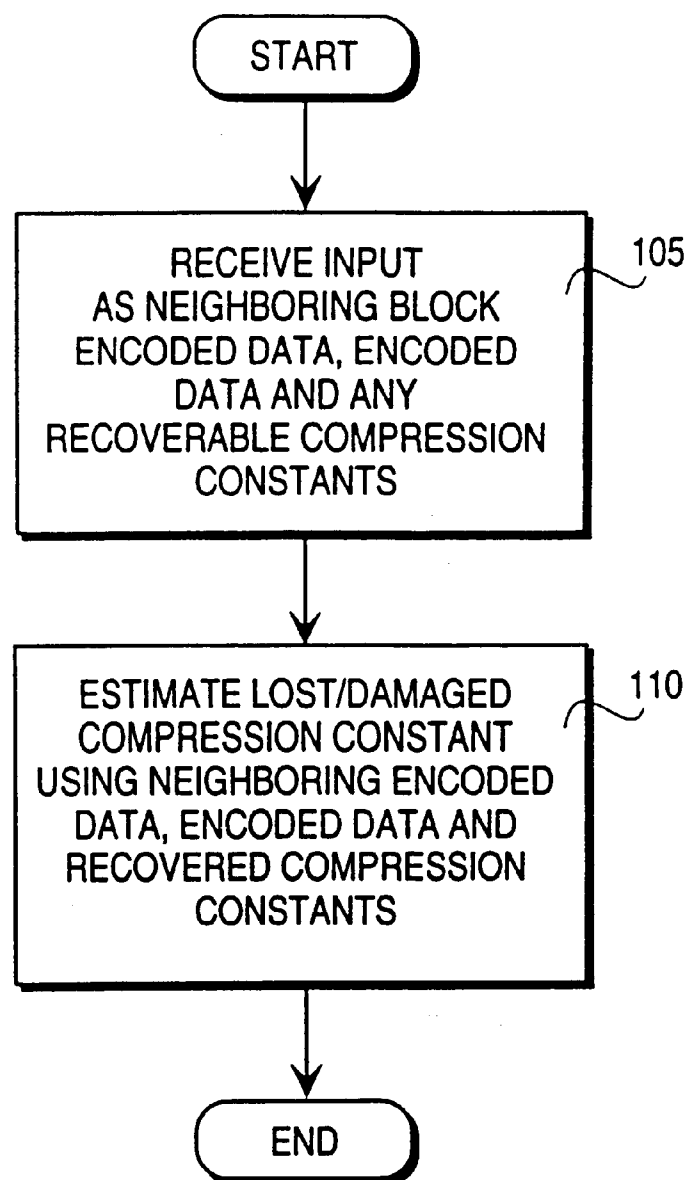 START
RECEIVE INPUT
AS NEIGHBORING BLOCK
ENCODED DATA, ENCODED
DATA AND ANY
RECOVERABLE COMPRESSION
CONSTANTS
105
ESTIMATE LOST/DAMAGED
COMPRESSION CONSTANT
USING NEIGHBORING ENCODED
DATA, ENCODED DATA AND
RECOVERED COMPRESSION
CONSTANTS
110
END